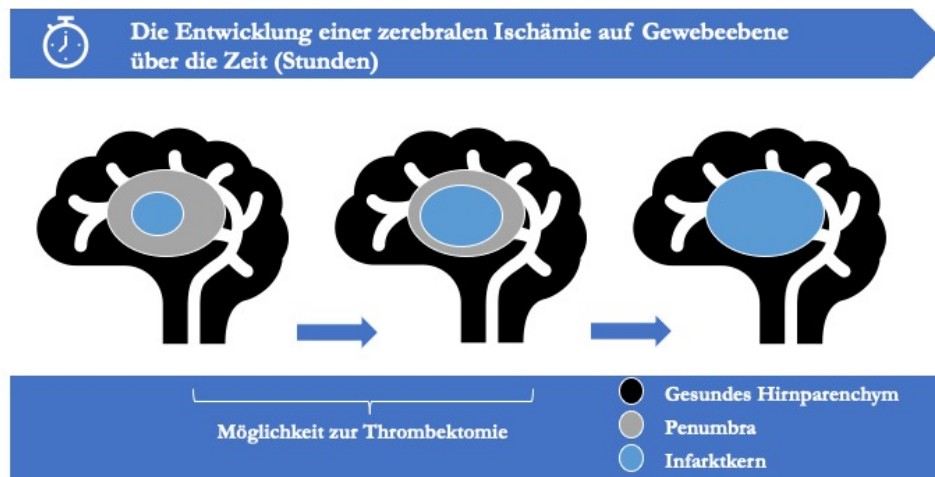 Die Entwicklung einer zerebralen Ischämie auf Gewebeebene
über die Zeit (Stunden)
Möglichkeit zur Thrombektomie
Gesundes Hirnparenchym
Penumbra
Infarktkern